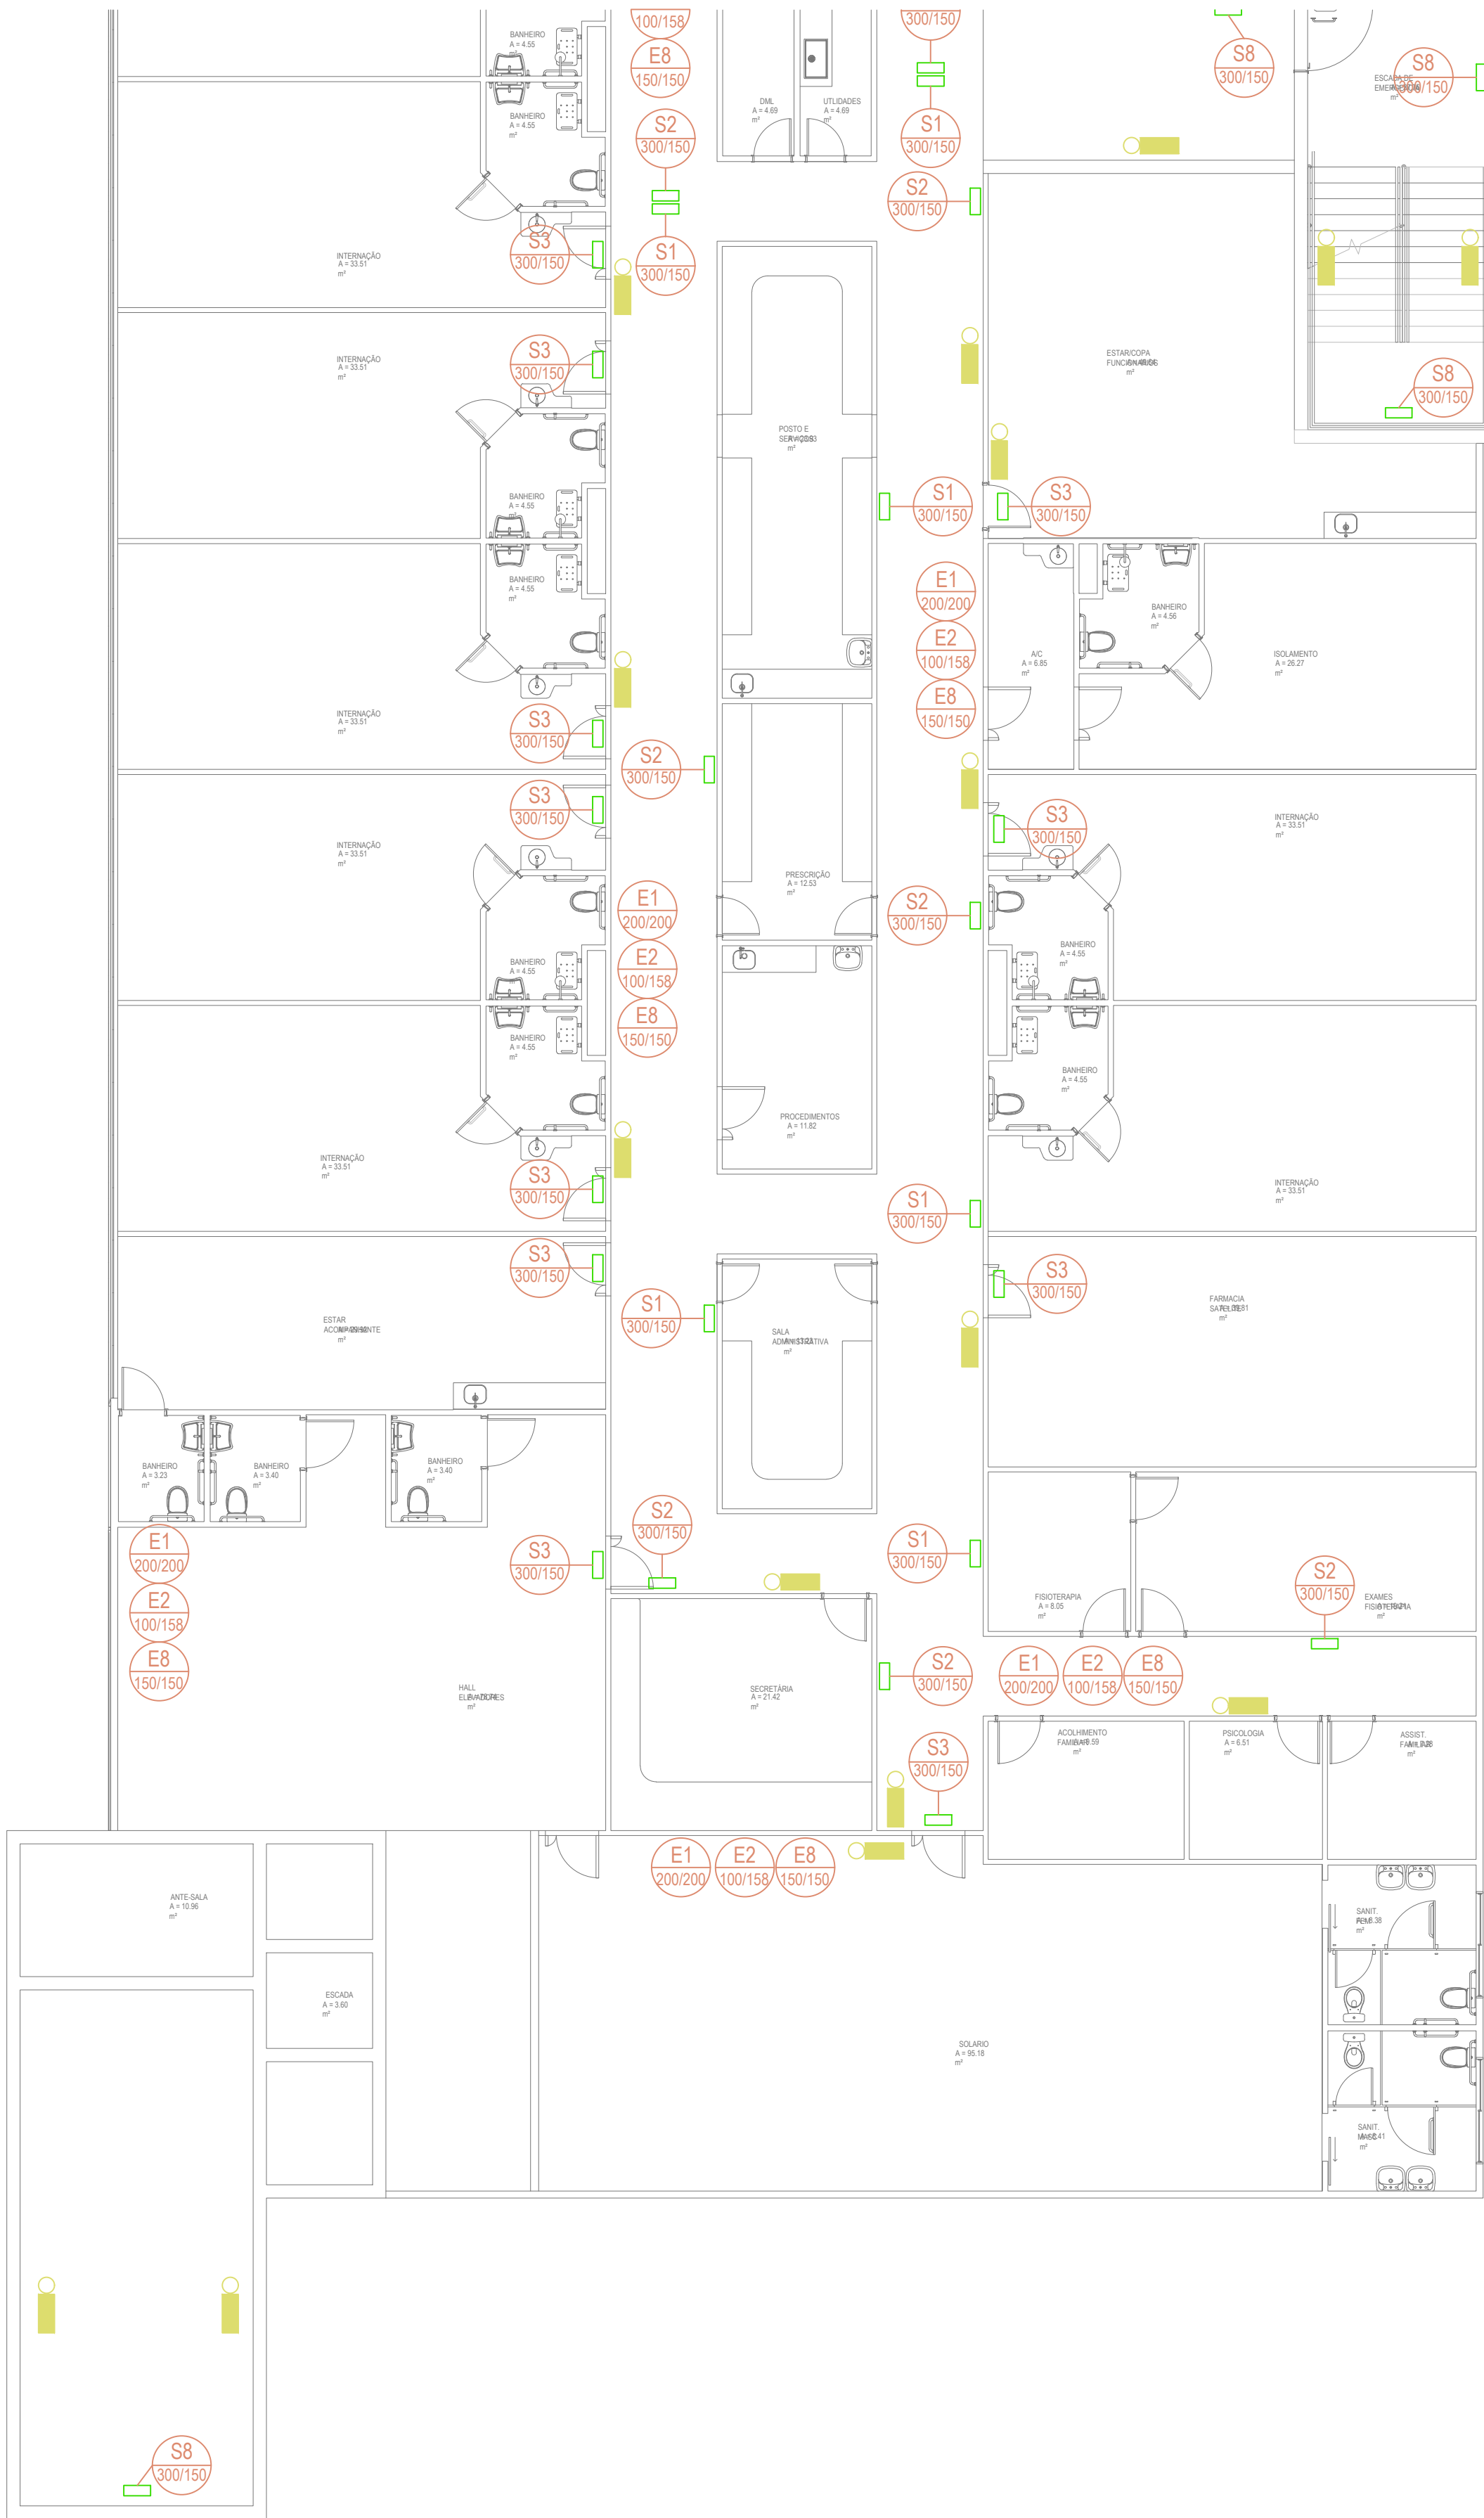 100/158
300/150
BANHEIRO
A = 4.55
m²
E8
150/150
S8
300/150
S8
300/150
ESCADA DE
m²
DML
A = 4.69
m²
UTLIDADES
A = 4.69
m²
BANHEIRO
A = 4.55
m²
S2
300/150
S1
300/150
S2
300/150
S3
300/150
S1
300/150
INTERNAÇÃO
A = 33.51
m²
INTERNAÇÃO
A = 33.51
m²
S3
300/150
ESTAR/COPA
m²
S8
300/150
POSTO E
m²
BANHEIRO
A = 4.55
m²
S1
300/150
S3
300/150
BANHEIRO
A = 4.55
m²
E1
200/200
E2
100/158
E8
150/150
BANHEIRO
A = 4.56
m²
A/C
A = 6.85
m²
ISOLAMENTO
A = 26.27
m²
INTERNAÇÃO
A = 33.51
m²
S3
300/150
S2
300/150
S3
300/150
INTERNAÇÃO
A = 33.51
m²
S3
300/150
INTERNAÇÃO
A = 33.51
m²
PRESCRIÇÃO
A = 12.53
m²
E1
200/200
E2
100/158
E8
150/150
S2
300/150
BANHEIRO
A = 4.55
m²
BANHEIRO
A = 4.55
m²
BANHEIRO
A = 4.55
m²
BANHEIRO
A = 4.55
m²
PROCEDIMENTOS
A = 11.82
m²
INTERNAÇÃO
A = 33.51
m²
S3
300/150
S1
300/150
INTERNAÇÃO
A = 33.51
m²
S3
300/150
S3
300/150
S1
300/150
FARMACIA
m²
ESTAR
m²
SALA
m²
BANHEIRO
A = 3.23
m²
BANHEIRO
A = 3.40
m²
BANHEIRO
A = 3.40
m²
E1
200/200
E2
100/158
E8
150/150
S3
300/150
S2
300/150
S1
300/150
S2
300/150
FISIOTERAPIA
A = 8.05
m²
EXAMES
m²
HALL
m²
SECRETÁRIA
A = 21.42
m²
S2
300/150
E1
200/200
E2
100/158
E8
150/150
S3
300/150
ACOLHIMENTO
m²
PSICOLOGIA
A = 6.51
m²
ASSIST.
m²
E1
200/200
E2
100/158
E8
150/150
ANTE-SALA
A = 10.96
m²
SANIT.
m²
ESCADA
A = 3.60
m²
SOLARIO
A = 95.18
m²
SANIT.
m²
S8
300/150